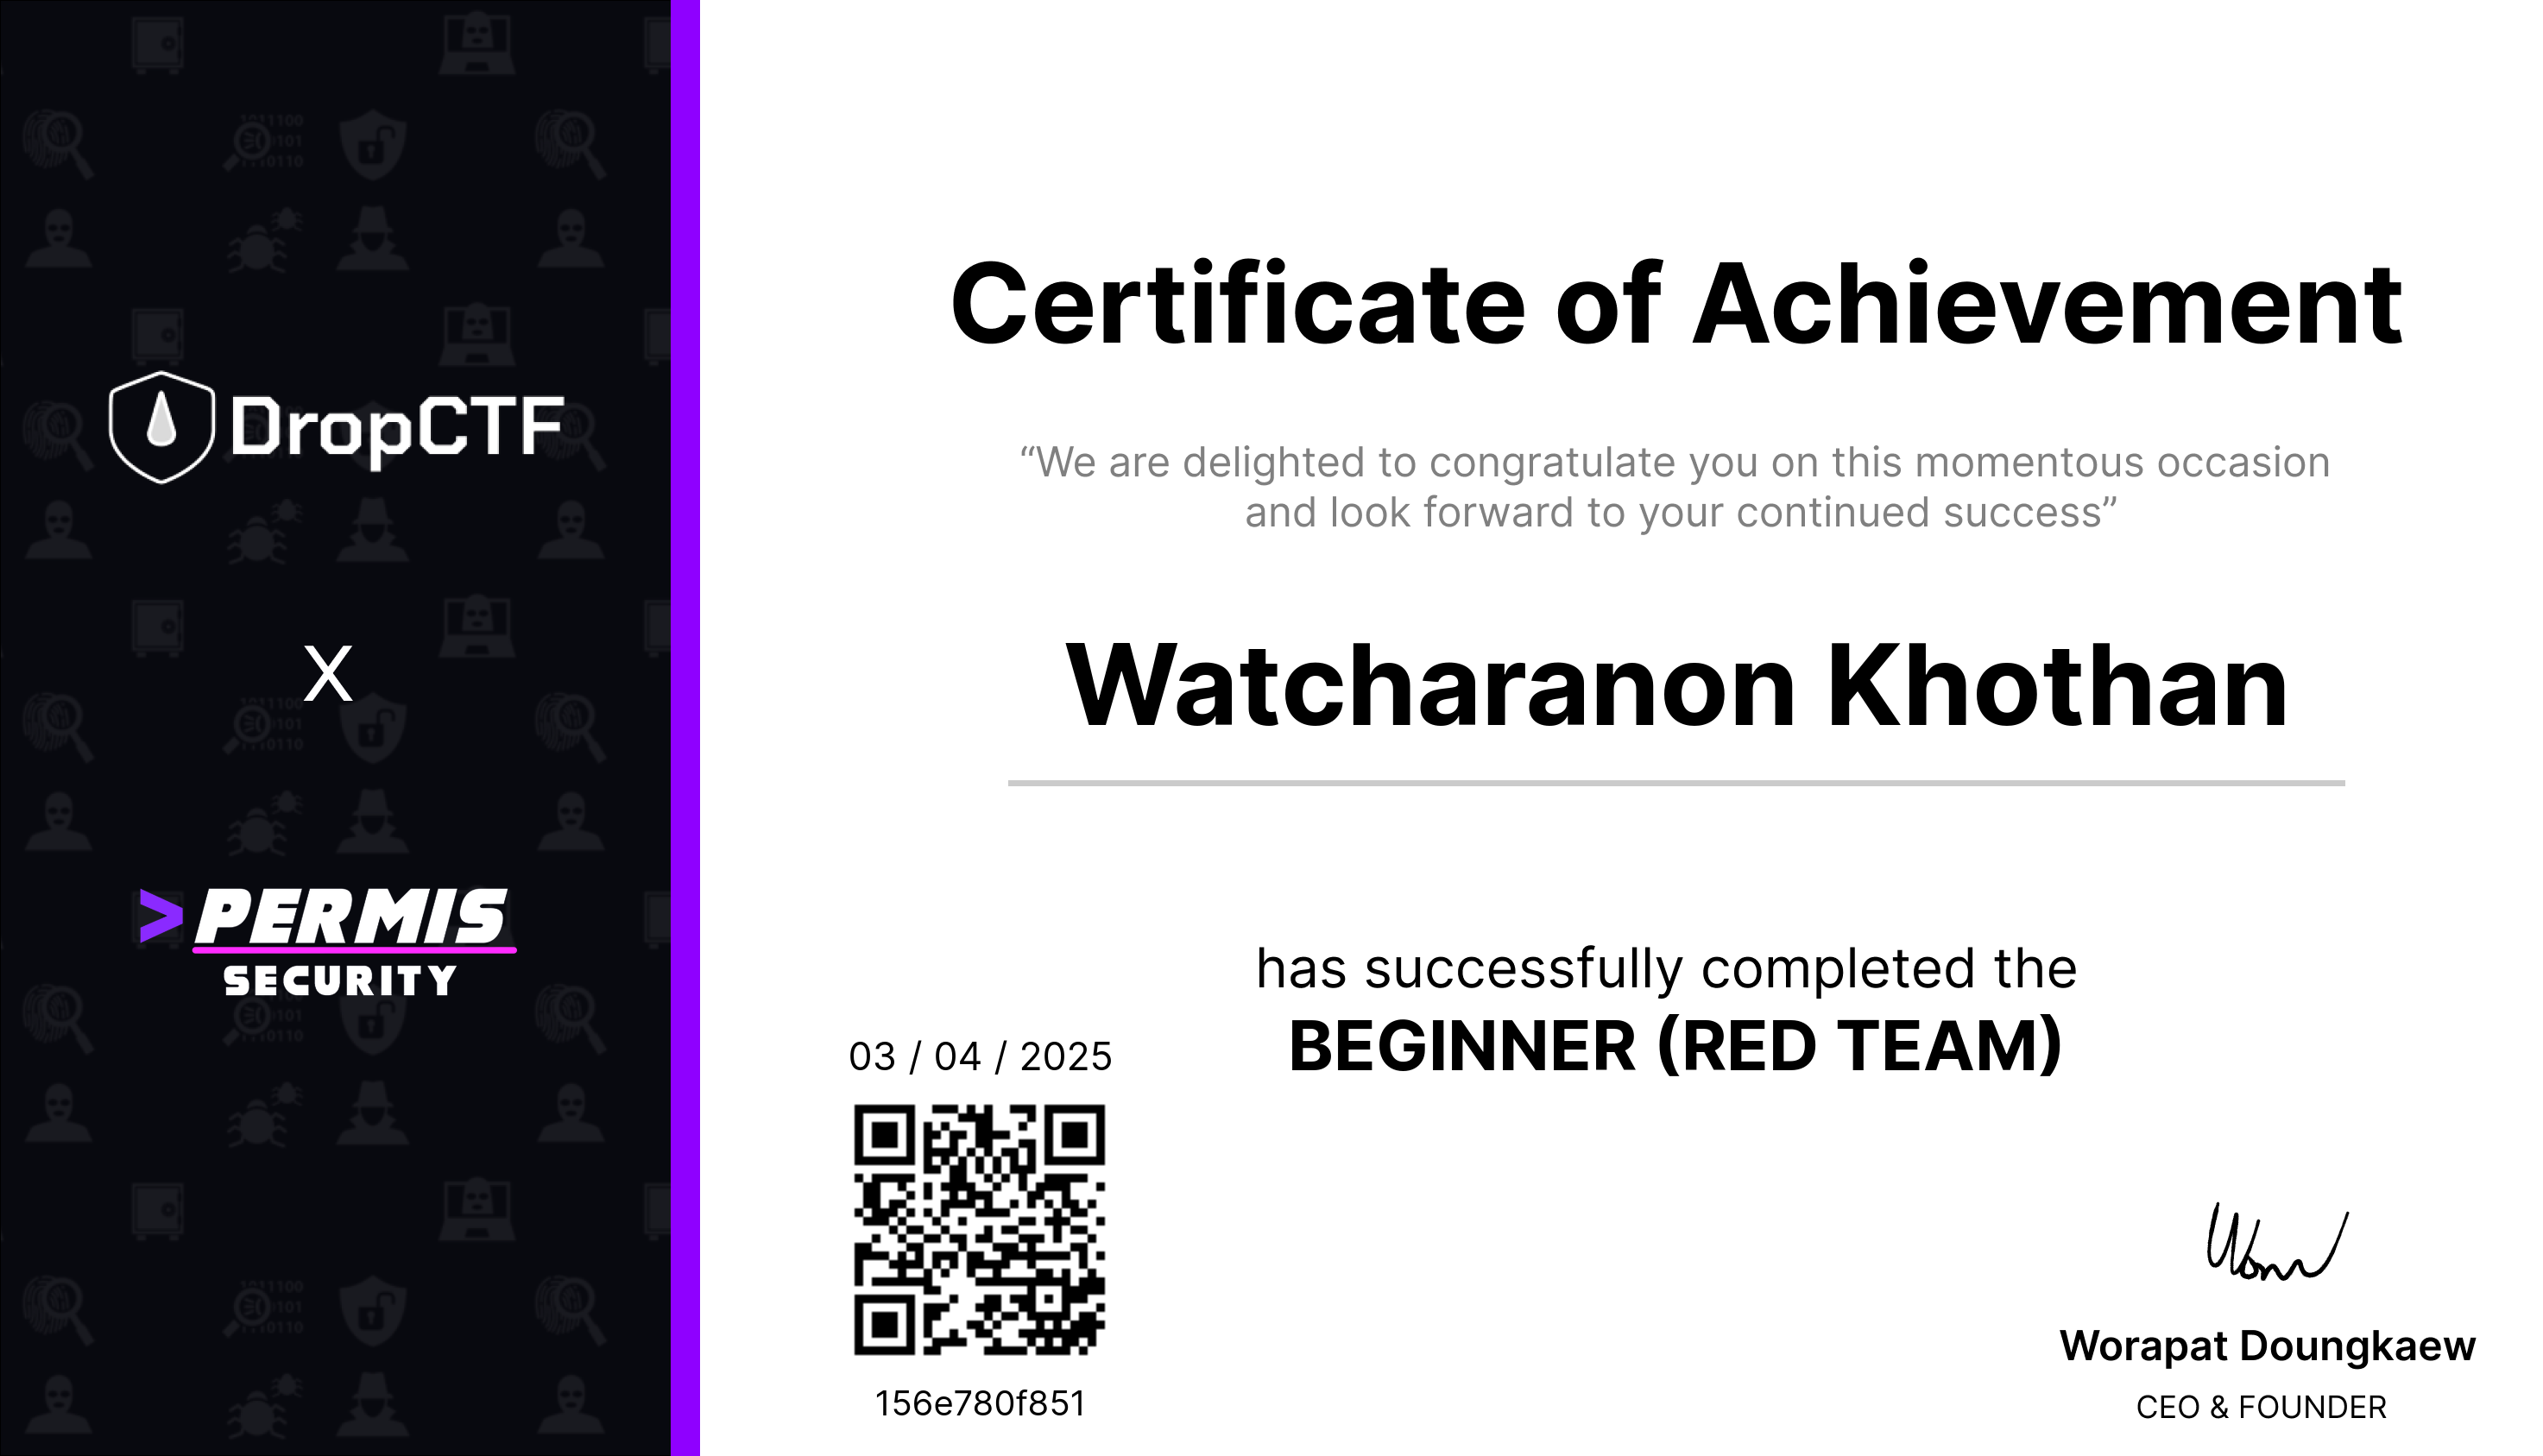 DropCTF
X
>PERMIS
SECURITY
Certificate of Achievement
“We are delighted to congratulate you on this momentous occasion
and look forward to your continued success”
Watcharanon Khothan
has successfully completed the
BEGINNER (RED TEAM)
03 / 04 / 2025
156e780f851
Worapat Doungkaew
CEO & FOUNDER